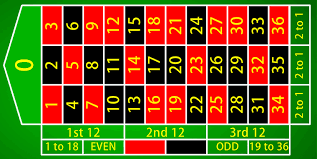 3 6 9 12 15 18 21 24 27 30 33 36 2 to 1
0 2 5 8 11 14 17 20 23 26 29 32 35 2 to 1
1 4 7 10 13 16 19 22 25 28 31 34 2 to 1
1st 12 2nd 12 3rd 12
1 to 18 EVEN ODD 19 to 36